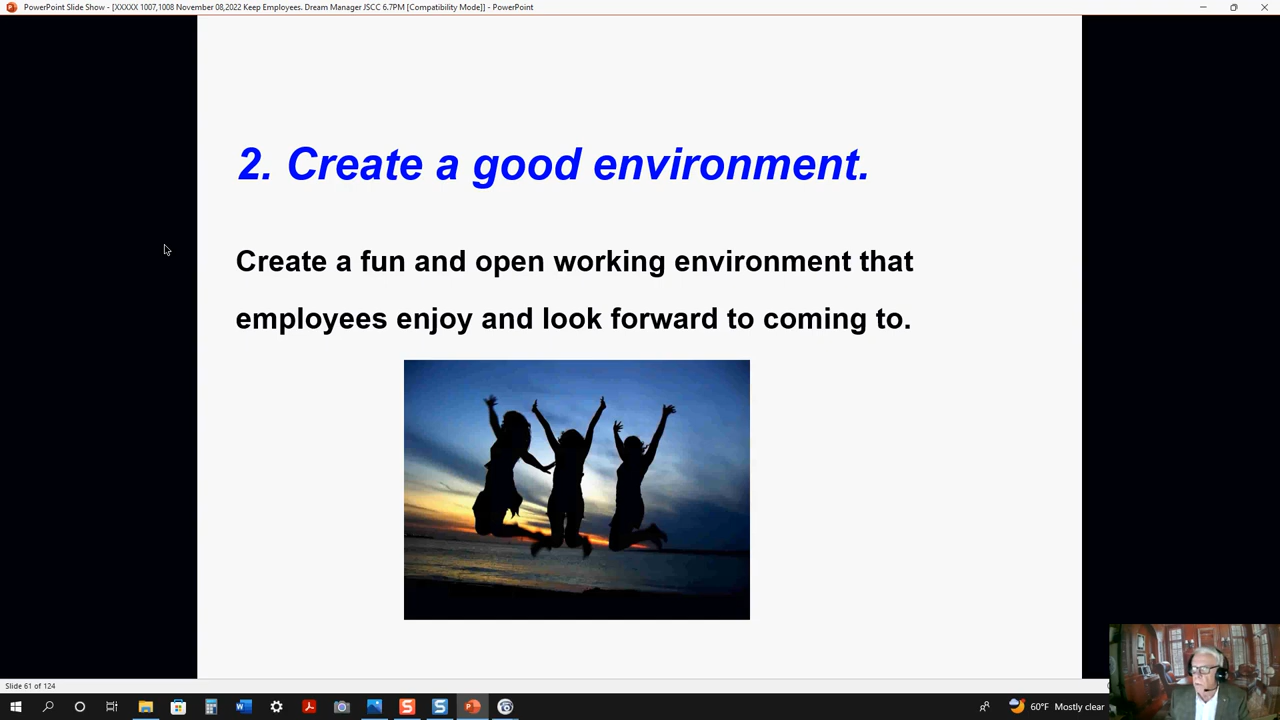 PowerPoint Slide Show - [XXXXX 1007,1008 November 08,2022 Keep Employees. Dream Manager JSCC 6.7PM [Compatibility Mode]] - PowerPoint
2. Create a good environment.
Create a fun and open working environment that
employees enjoy and look forward to coming to.
Slide 61 of 124
60°F Mostly clear